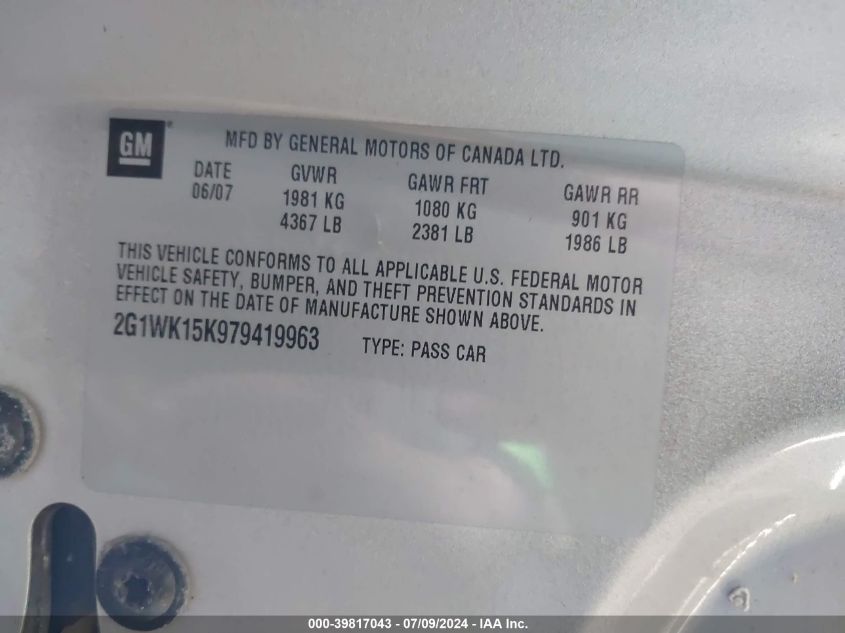 GM®
MFD BY GENERAL MOTORS OF CANADA LTD.
DATE GVWR GAWR FRT GAWR RR
06/07 1981 KG 1080 KG 901 KG
4367 LB 2381 LB 1986 LB
THIS VEHICLE CONFORMS TO ALL APPLICABLE U.S. FEDERAL MOTOR
VEHICLE SAFETY, BUMPER, AND THEFT PREVENTION STANDARDS IN
EFFECT ON THE DATE OF MANUFACTURE SHOWN ABOVE.
2G1WK15K979419963 TYPE: PASS CAR
000-39817043 / 07/09/2024 - IAA Inc.